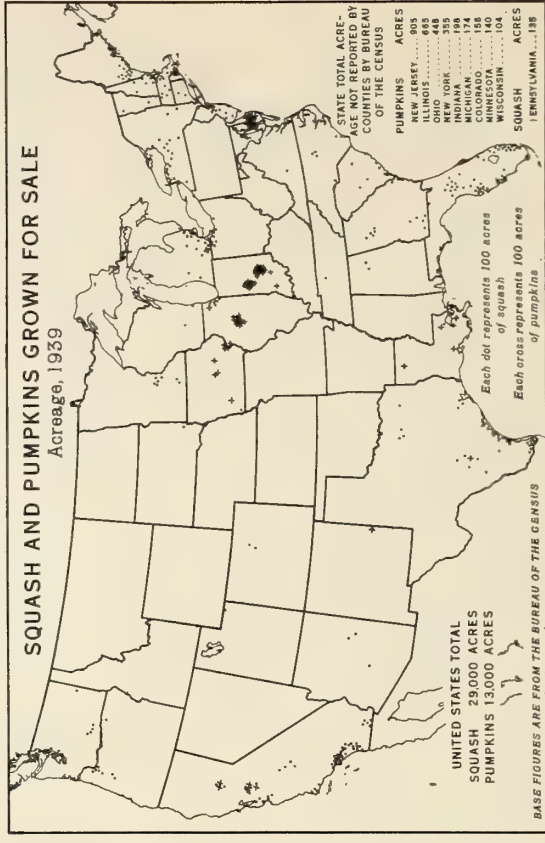 SQUASH AND PUMPKINS GROWN FOR SALE
Acreage, 1939
STATE TOTAL ACRE-
AGE NOT REPORTED BY
COUNTIES BY BUREAU
OF THE CENSUS
PUMPKINS ACRES
NEW JERSEY....905
ILLINOIS........665
OHIO...........448
NEW YORK......355
INDIANA........198
MICHIGAN......174
COLORADO......158
MINNESOTA.....140
WISCONSIN.....104
SQUASH ACRES
PENNSYLVANIA...138
Each dot represents 100 acres
of squash
Each cross represents 100 acres
of pumpkins
UNITED STATES TOTAL
SQUASH 29,000 ACRES
PUMPKINS 13,000 ACRES
BASE FIGURES ARE FROM THE BUREAU OF THE CENSUS